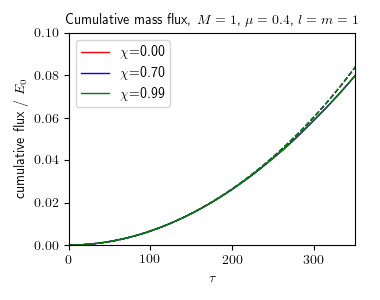 Cumulative mass flux, M = 1, μ = 0.4, l = m = 1
0.10
0.08
0.06
0.04
0.02
0.00
cumulative flux / E₀
χ=0.00
χ=0.70
χ=0.99
0 100 200 300
τ